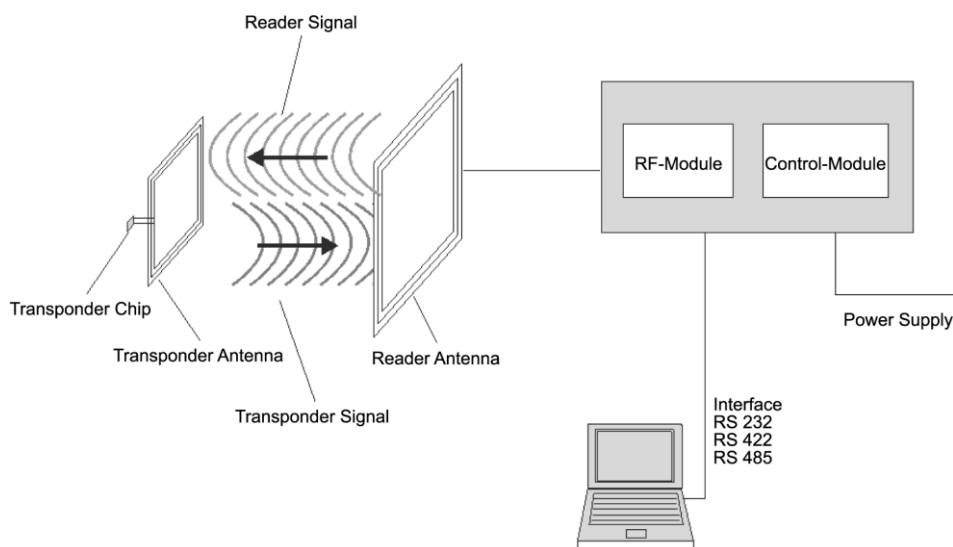 Reader Signal
RF-Module
Control-Module
Transponder Chip
Transponder Antenna
Reader Antenna
Transponder Signal
Power Supply
Interface
RS 232
RS 422
RS 485